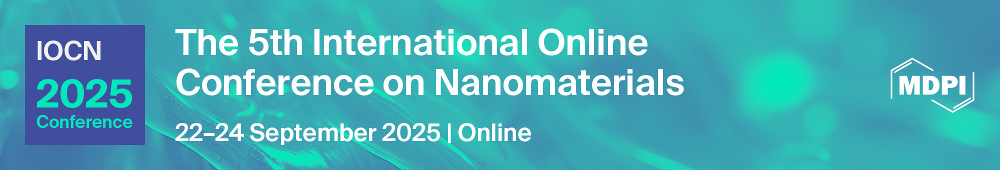 IOCN
2025
Conference
The 5th International Online
Conference on Nanomaterials
22–24 September 2025 | Online
MDPI